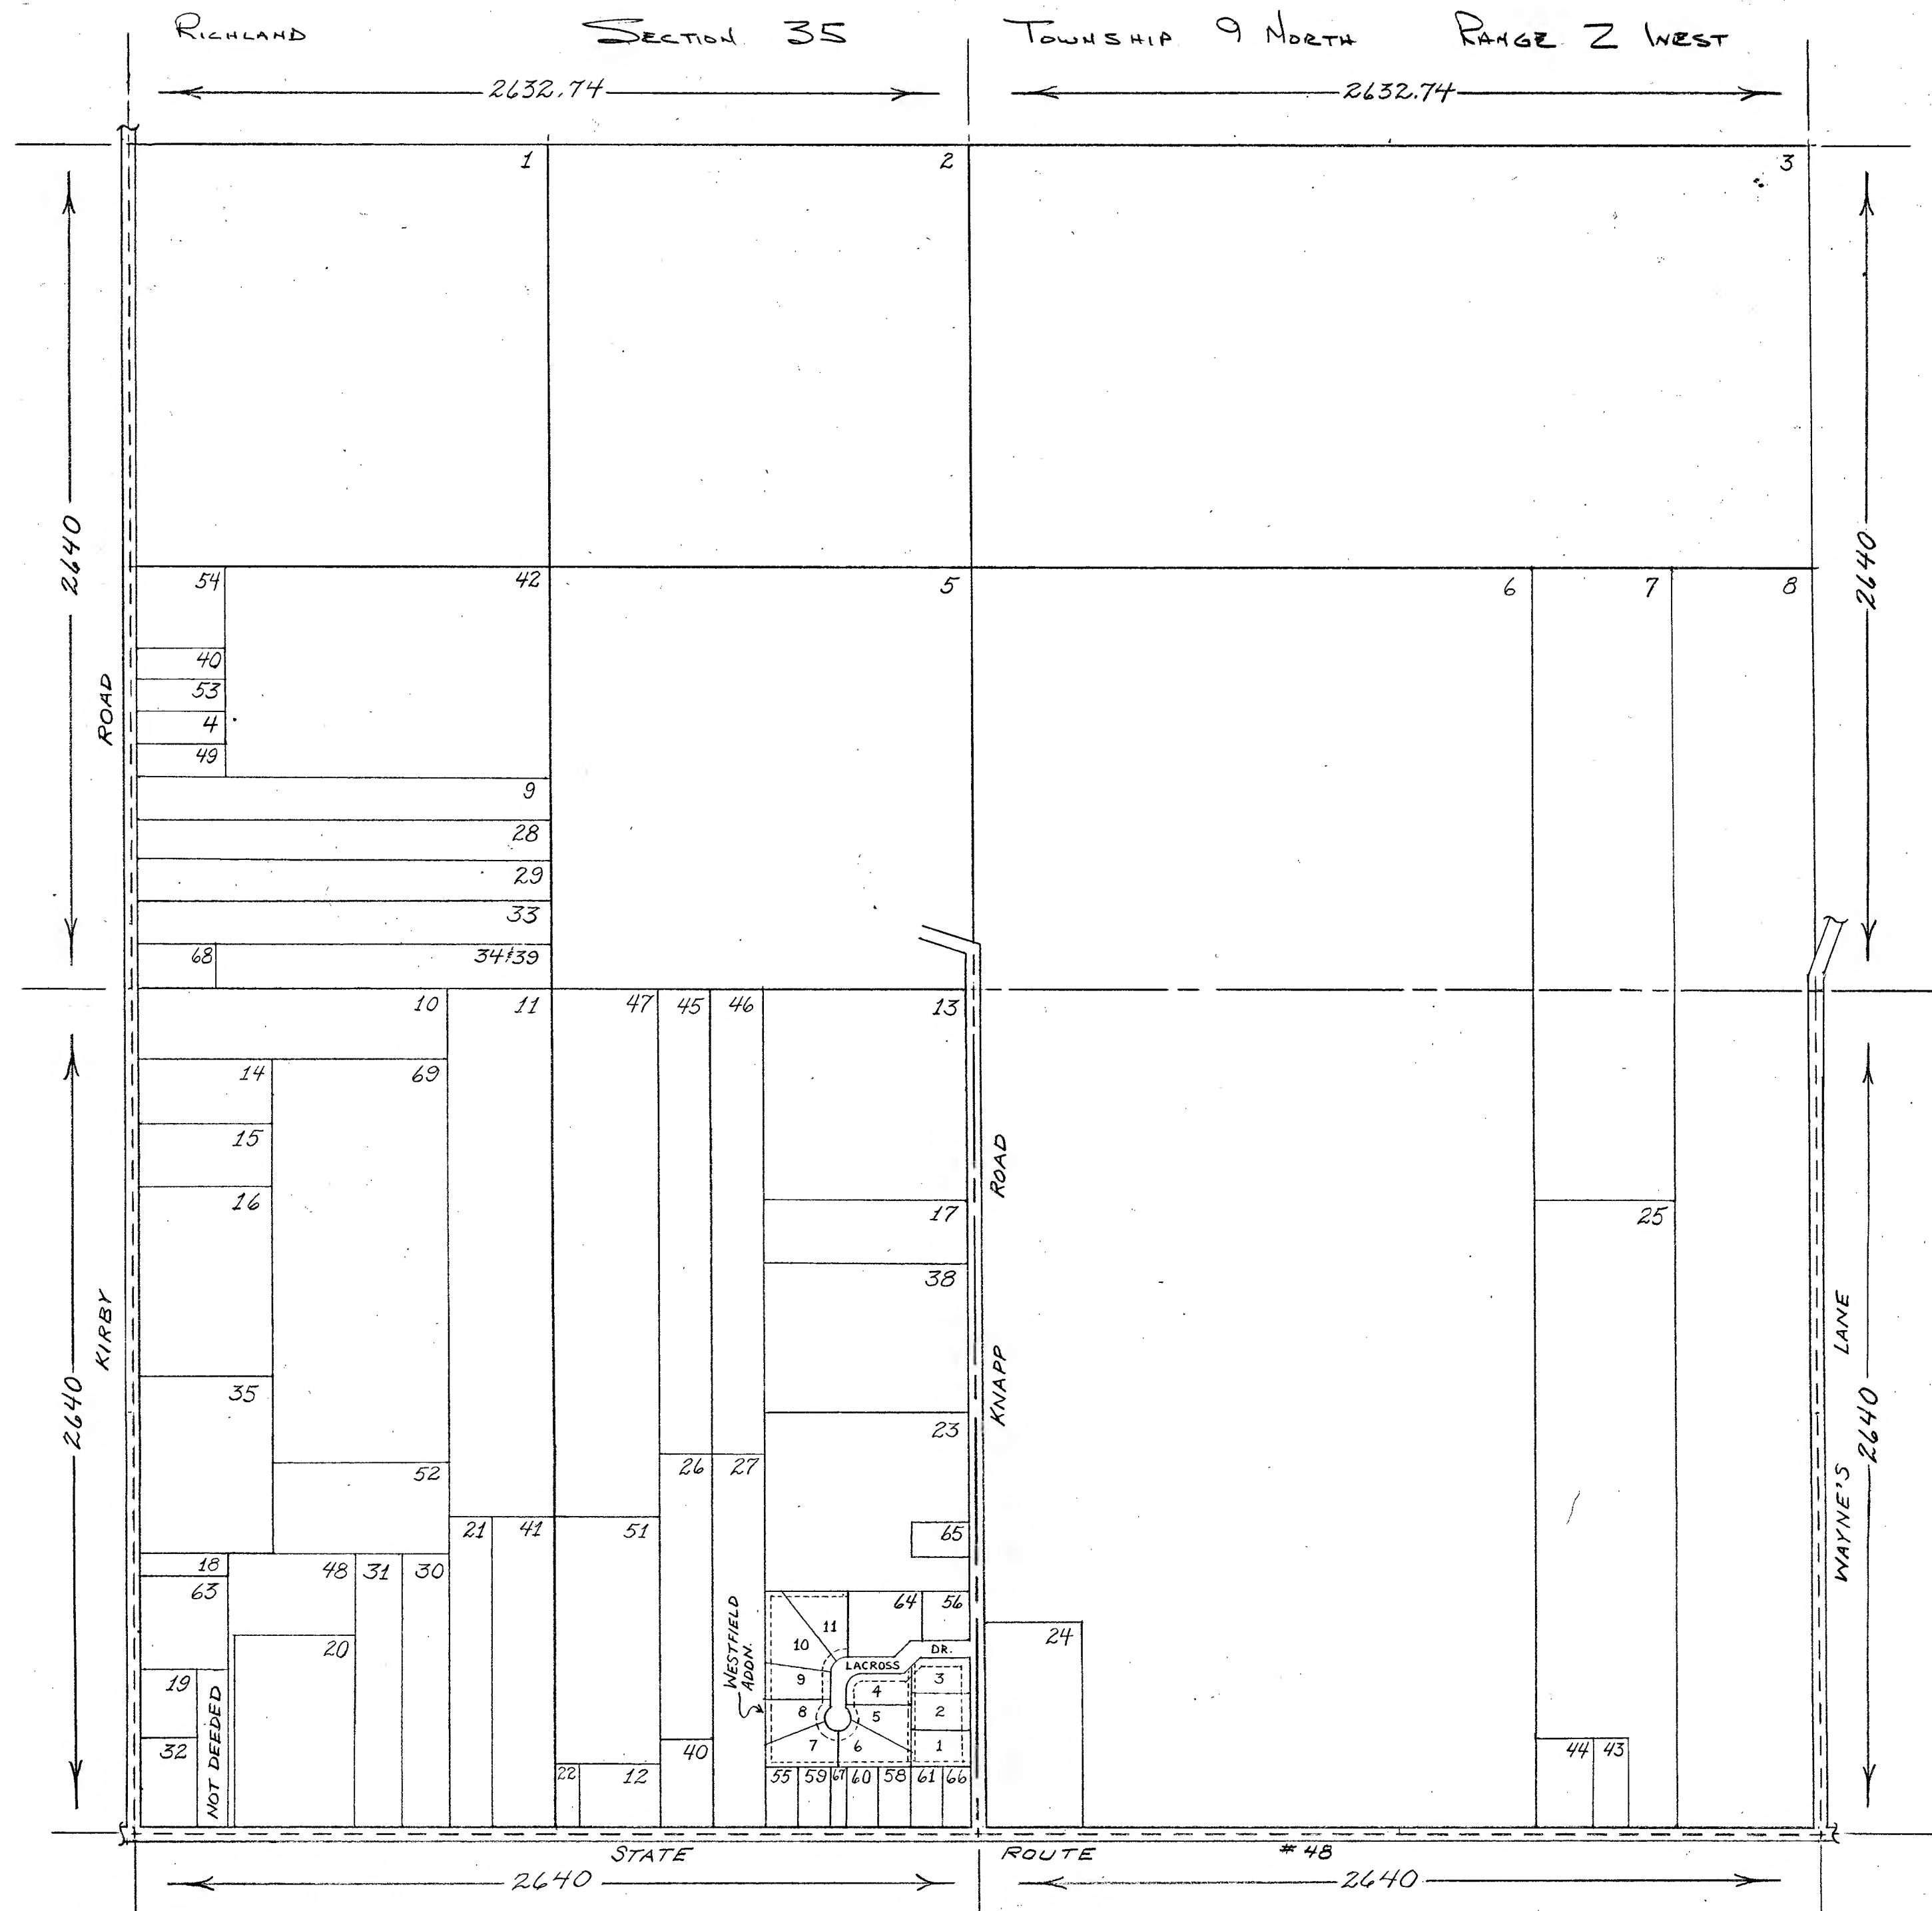 RICHLAND SECTION 35 TOWNSHIP 9 NORTH RANGE 2 WEST
2632.74 2632.74
1 2 3
2640 2640
54 42 5 6 7 8
40
53
4
49
ROAD
9
28
29
33
68 34&39
10 11 47 45 46 13
14 69
15
16 17 25
ROAD
38
KIRBY
35
KNAPP
WAYNE'S LANE
2640 2640
23
52 26 27
21 41 51 65
18 48 31 30
63 64 56
WESTFIELD
ADDN.
20 24
11
10 DR.
LACROSS
19 9 3
4
NOT DEEDED
8 5 2
32 40 7 6 1 44 43
22 12 55 59 67 60 58 61 66
STATE ROUTE #48
2640 2640